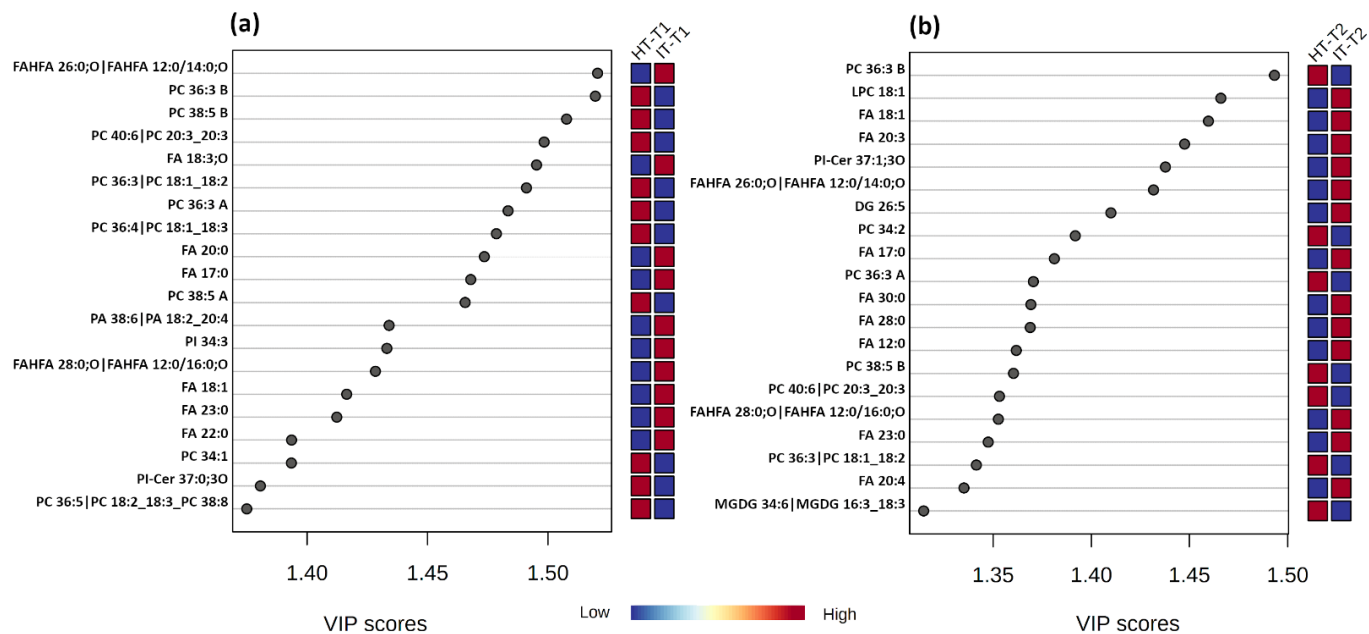 (a)
HT-T1
IT-T1
FAHFA 26:0;O|FAHFA 12:0/14:0;O
PC 36:3 B
PC 38:5 B
PC 40:6|PC 20:3_20:3
FA 18:3;O
PC 36:3|PC 18:1_18:2
PC 36:3 A
PC 36:4|PC 18:1_18:3
FA 20:0
FA 17:0
PC 38:5 A
PA 38:6|PA 18:2_20:4
PI 34:3
FAHFA 28:0;O|FAHFA 12:0/16:0;O
FA 18:1
FA 23:0
FA 22:0
PC 34:1
PI-Cer 37:0;3O
PC 36:5|PC 18:2_18:3_PC 38:8
1.40
1.45
1.50
VIP scores
(b)
HT-T2
IT-T2
PC 36:3 B
LPC 18:1
FA 18:1
FA 20:3
PI-Cer 37:1;3O
FAHFA 26:0;O|FAHFA 12:0/14:0;O
DG 26:5
PC 34:2
FA 17:0
PC 36:3 A
FA 30:0
FA 28:0
FA 12:0
PC 38:5 B
PC 40:6|PC 20:3_20:3
FAHFA 28:0;O|FAHFA 12:0/16:0;O
FA 23:0
PC 36:3|PC 18:1_18:2
FA 20:4
MGDG 34:6|MGDG 16:3_18:3
1.35
1.40
1.45
1.50
VIP scores
Low
High